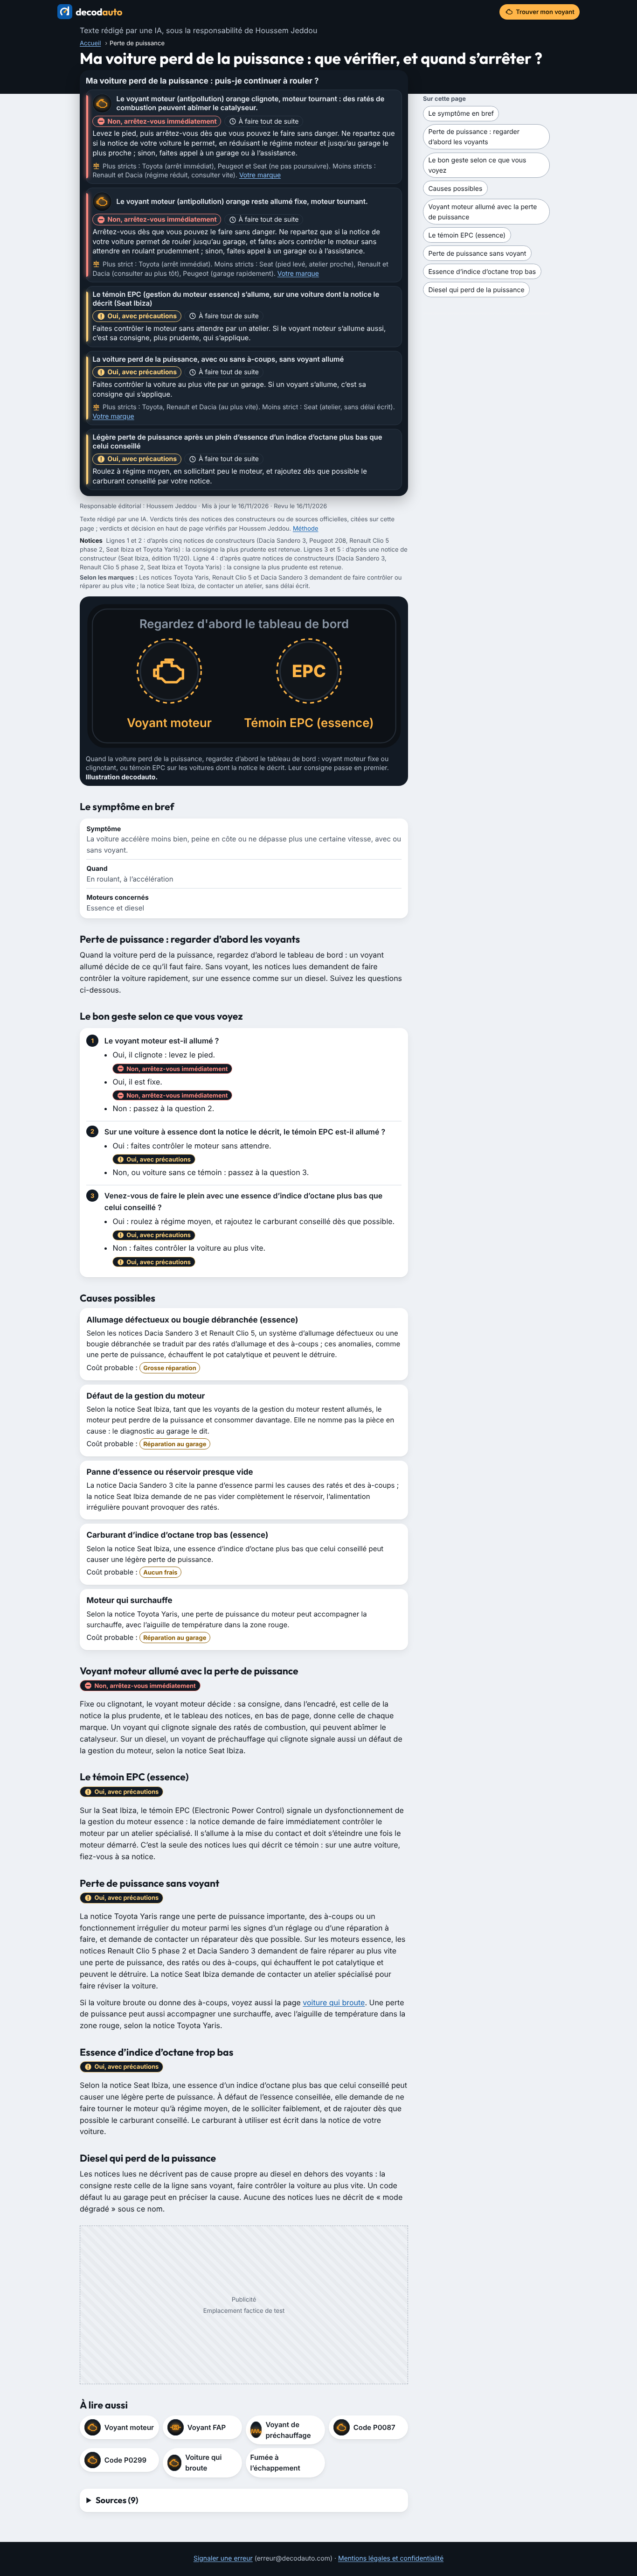 decodauto
Trouver mon voyant
Texte rédigé par une IA, sous la responsabilité de Houssem Jeddou
Accueil › Perte de puissance
Ma voiture perd de la puissance : que vérifier, et quand s’arrêter ?
Ma voiture perd de la puissance : puis-je continuer à rouler ?
Le voyant moteur (antipollution) orange clignote, moteur tournant : des ratés de
combustion peuvent abîmer le catalyseur.
Non, arrêtez-vous immédiatement
À faire tout de suite
Levez le pied, puis arrêtez-vous dès que vous pouvez le faire sans danger. Ne repartez que
si la notice de votre voiture le permet, en réduisant le régime moteur et jusqu’au garage le
plus proche ; sinon, faites appel à un garage ou à l’assistance.
Plus stricts : Toyota (arrêt immédiat), Peugeot et Seat (ne pas poursuivre). Moins stricts :
Renault et Dacia (régime réduit, consulter vite). Votre marque
Le voyant moteur (antipollution) orange reste allumé fixe, moteur tournant.
Non, arrêtez-vous immédiatement
À faire tout de suite
Arrêtez-vous dès que vous pouvez le faire sans danger. Ne repartez que si la notice de
votre voiture permet de rouler jusqu’au garage, et faites alors contrôler le moteur sans
attendre en roulant prudemment ; sinon, faites appel à un garage ou à l’assistance.
Plus strict : Toyota (arrêt immédiat). Moins stricts : Seat (pied levé, atelier proche), Renault et
Dacia (consulter au plus tôt), Peugeot (garage rapidement). Votre marque
Le témoin EPC (gestion du moteur essence) s’allume, sur une voiture dont la notice le
décrit (Seat Ibiza)
Oui, avec précautions
À faire tout de suite
Faites contrôler le moteur sans attendre par un atelier. Si le voyant moteur s’allume aussi,
c’est sa consigne, plus prudente, qui s’applique.
La voiture perd de la puissance, avec ou sans à-coups, sans voyant allumé
Oui, avec précautions
À faire tout de suite
Faites contrôler la voiture au plus vite par un garage. Si un voyant s’allume, c’est sa
consigne qui s’applique.
Plus stricts : Toyota, Renault et Dacia (au plus vite). Moins strict : Seat (atelier, sans délai écrit).
Votre marque
Légère perte de puissance après un plein d’essence d’un indice d’octane plus bas que
celui conseillé
Oui, avec précautions
À faire tout de suite
Roulez à régime moyen, en sollicitant peu le moteur, et rajoutez dès que possible le
carburant conseillé par votre notice.
Responsable éditorial : Houssem Jeddou · Mis à jour le 16/11/2026 · Revu le 16/11/2026
Texte rédigé par une IA. Verdicts tirés des notices des constructeurs ou de sources officielles, citées sur cette
page ; verdicts et décision en haut de page vérifiés par Houssem Jeddou. Méthode
Notices Lignes 1 et 2 : d’après cinq notices de constructeurs (Dacia Sandero 3, Peugeot 208, Renault Clio 5
phase 2, Seat Ibiza et Toyota Yaris) : la consigne la plus prudente est retenue. Lignes 3 et 5 : d’après une notice de
constructeur (Seat Ibiza, édition 11/20). Ligne 4 : d’après quatre notices de constructeurs (Dacia Sandero 3,
Renault Clio 5 phase 2, Seat Ibiza et Toyota Yaris) : la consigne la plus prudente est retenue.
Selon les marques : Les notices Toyota Yaris, Renault Clio 5 et Dacia Sandero 3 demandent de faire contrôler ou
réparer au plus vite ; la notice Seat Ibiza, de contacter un atelier, sans délai écrit.
Regardez d'abord le tableau de bord
EPC
Voyant moteur
Témoin EPC (essence)
Quand la voiture perd de la puissance, regardez d’abord le tableau de bord : voyant moteur fixe ou
clignotant, ou témoin EPC sur les voitures dont la notice le décrit. Leur consigne passe en premier.
Illustration decodauto.
Le symptôme en bref
Symptôme
La voiture accélère moins bien, peine en côte ou ne dépasse plus une certaine vitesse, avec ou
sans voyant.
Quand
En roulant, à l’accélération
Moteurs concernés
Essence et diesel
Perte de puissance : regarder d’abord les voyants
Quand la voiture perd de la puissance, regardez d’abord le tableau de bord : un voyant
allumé décide de ce qu’il faut faire. Sans voyant, les notices lues demandent de faire
contrôler la voiture rapidement, sur une essence comme sur un diesel. Suivez les questions
ci-dessous.
Le bon geste selon ce que vous voyez
1 Le voyant moteur est-il allumé ?
• Oui, il clignote : levez le pied.
Non, arrêtez-vous immédiatement
• Oui, il est fixe.
Non, arrêtez-vous immédiatement
• Non : passez à la question 2.
2 Sur une voiture à essence dont la notice le décrit, le témoin EPC est-il allumé ?
• Oui : faites contrôler le moteur sans attendre.
Oui, avec précautions
• Non, ou voiture sans ce témoin : passez à la question 3.
3 Venez-vous de faire le plein avec une essence d’indice d’octane plus bas que
celui conseillé ?
• Oui : roulez à régime moyen, et rajoutez le carburant conseillé dès que possible.
Oui, avec précautions
• Non : faites contrôler la voiture au plus vite.
Oui, avec précautions
Causes possibles
Allumage défectueux ou bougie débranchée (essence)
Selon les notices Dacia Sandero 3 et Renault Clio 5, un système d’allumage défectueux ou une
bougie débranchée se traduit par des ratés d’allumage et des à-coups ; ces anomalies, comme
une perte de puissance, échauffent le pot catalytique et peuvent le détruire.
Coût probable : Grosse réparation
Défaut de la gestion du moteur
Selon la notice Seat Ibiza, tant que les voyants de la gestion du moteur restent allumés, le
moteur peut perdre de la puissance et consommer davantage. Elle ne nomme pas la pièce en
cause : le diagnostic au garage le dit.
Coût probable : Réparation au garage
Panne d’essence ou réservoir presque vide
La notice Dacia Sandero 3 cite la panne d’essence parmi les causes des ratés et des à-coups ;
la notice Seat Ibiza demande de ne pas vider complètement le réservoir, l’alimentation
irrégulière pouvant provoquer des ratés.
Carburant d’indice d’octane trop bas (essence)
Selon la notice Seat Ibiza, une essence d’indice d’octane plus bas que celui conseillé peut
causer une légère perte de puissance.
Coût probable : Aucun frais
Moteur qui surchauffe
Selon la notice Toyota Yaris, une perte de puissance du moteur peut accompagner la
surchauffe, avec l’aiguille de température dans la zone rouge.
Coût probable : Réparation au garage
Voyant moteur allumé avec la perte de puissance
Non, arrêtez-vous immédiatement
Fixe ou clignotant, le voyant moteur décide : sa consigne, dans l’encadré, est celle de la
notice la plus prudente, et le tableau des notices, en bas de page, donne celle de chaque
marque. Un voyant qui clignote signale des ratés de combustion, qui peuvent abîmer le
catalyseur. Sur un diesel, un voyant de préchauffage qui clignote signale aussi un défaut de
la gestion du moteur, selon la notice Seat Ibiza.
Le témoin EPC (essence)
Oui, avec précautions
Sur la Seat Ibiza, le témoin EPC (Electronic Power Control) signale un dysfonctionnement de
la gestion du moteur essence : la notice demande de faire immédiatement contrôler le
moteur par un atelier spécialisé. Il s’allume à la mise du contact et doit s’éteindre une fois le
moteur démarré. C’est la seule des notices lues qui décrit ce témoin : sur une autre voiture,
fiez-vous à sa notice.
Perte de puissance sans voyant
Oui, avec précautions
La notice Toyota Yaris range une perte de puissance importante, des à-coups ou un
fonctionnement irrégulier du moteur parmi les signes d’un réglage ou d’une réparation à
faire, et demande de contacter un réparateur dès que possible. Sur les moteurs essence, les
notices Renault Clio 5 phase 2 et Dacia Sandero 3 demandent de faire réparer au plus vite
une perte de puissance, des ratés ou des à-coups, qui échauffent le pot catalytique et
peuvent le détruire. La notice Seat Ibiza demande de contacter un atelier spécialisé pour
faire réviser la voiture.
Si la voiture broute ou donne des à-coups, voyez aussi la page voiture qui broute. Une perte
de puissance peut aussi accompagner une surchauffe, avec l’aiguille de température dans la
zone rouge, selon la notice Toyota Yaris.
Essence d’indice d’octane trop bas
Oui, avec précautions
Selon la notice Seat Ibiza, une essence d’un indice d’octane plus bas que celui conseillé peut
causer une légère perte de puissance. À défaut de l’essence conseillée, elle demande de ne
faire tourner le moteur qu’à régime moyen, de le solliciter faiblement, et de rajouter dès que
possible le carburant conseillé. Le carburant à utiliser est écrit dans la notice de votre
voiture.
Diesel qui perd de la puissance
Les notices lues ne décrivent pas de cause propre au diesel en dehors des voyants : la
consigne reste celle de la ligne sans voyant, faire contrôler la voiture au plus vite. Un code
défaut lu au garage peut en préciser la cause. Aucune des notices lues ne décrit de « mode
dégradé » sous ce nom.
Publicité
Emplacement factice de test
À lire aussi
Voyant moteur
Voyant FAP
Voyant de
préchauffage
Code P0087
Code P0299
Voiture qui
broute
Fumée à
l’échappement
▶ Sources (9)
Sur cette page
Le symptôme en bref
Perte de puissance : regarder
d’abord les voyants
Le bon geste selon ce que vous
voyez
Causes possibles
Voyant moteur allumé avec la perte
de puissance
Le témoin EPC (essence)
Perte de puissance sans voyant
Essence d’indice d’octane trop bas
Diesel qui perd de la puissance
Signaler une erreur (erreur@decodauto.com) · Mentions légales et confidentialité